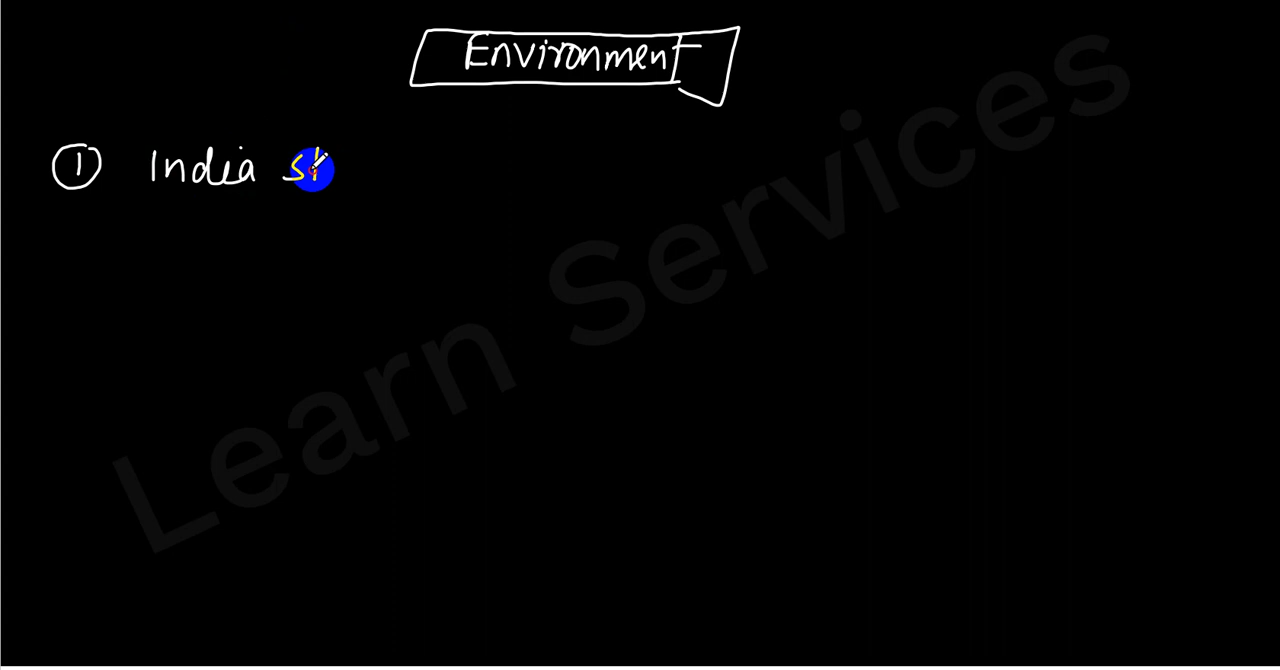 Environment
① India
Learn Services